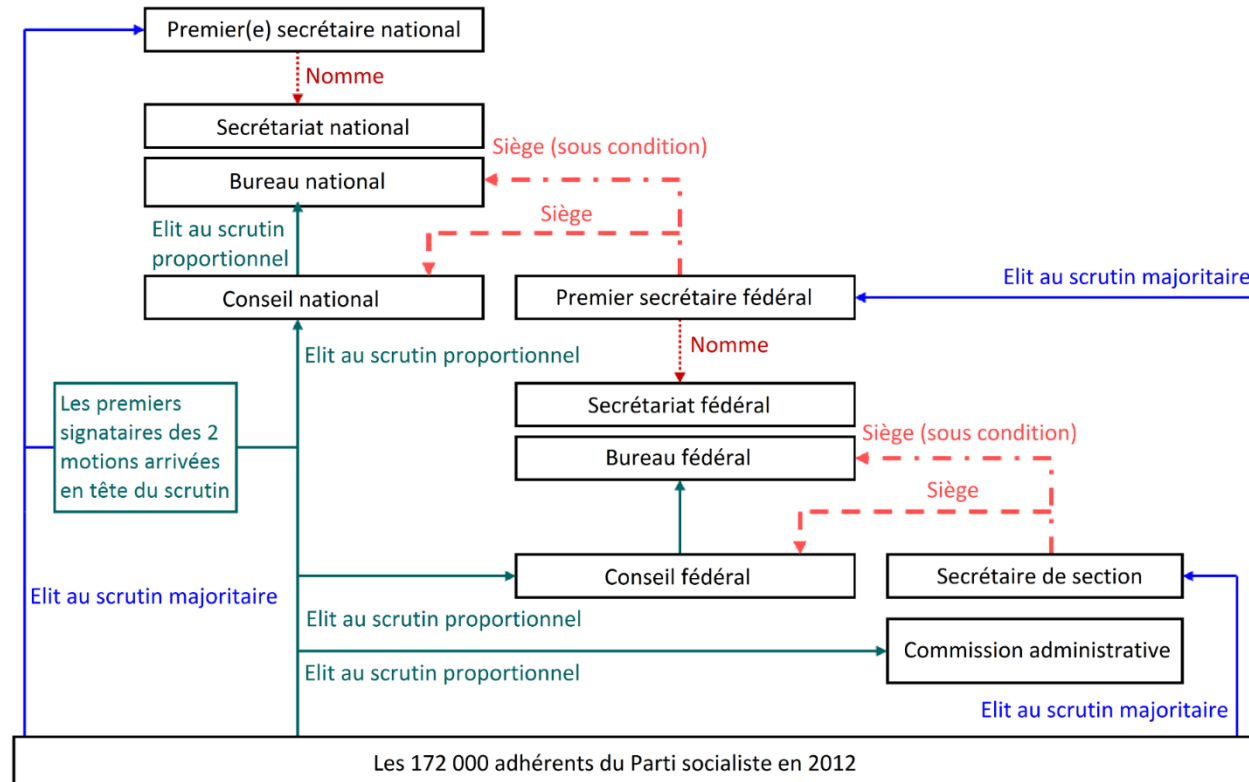 Premier(e) secrétaire national
Nomme
Secrétariat national
Siège (sous condition)
Bureau national
Elit au scrutin
proportionnel
Siège
Conseil national
Premier secrétaire fédéral
Elit au scrutin majoritaire
Elit au scrutin proportionnel
Nomme
Les premiers
signataires des 2
motions arrivées
en tête du scrutin
Secrétariat fédéral
Siège (sous condition)
Bureau fédéral
Siège
Conseil fédéral
Secrétaire de section
Elit au scrutin majoritaire
Elit au scrutin proportionnel
Commission administrative
Elit au scrutin proportionnel
Elit au scrutin majoritaire
Les 172 000 adhérents du Parti socialiste en 2012